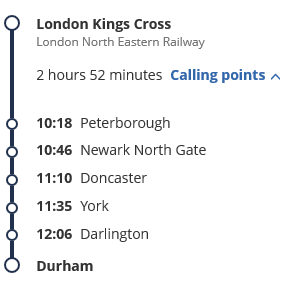 London Kings Cross
London North Eastern Railway
2 hours 52 minutes Calling points
10:18 Peterborough
10:46 Newark North Gate
11:10 Doncaster
11:35 York
12:06 Darlington
Durham